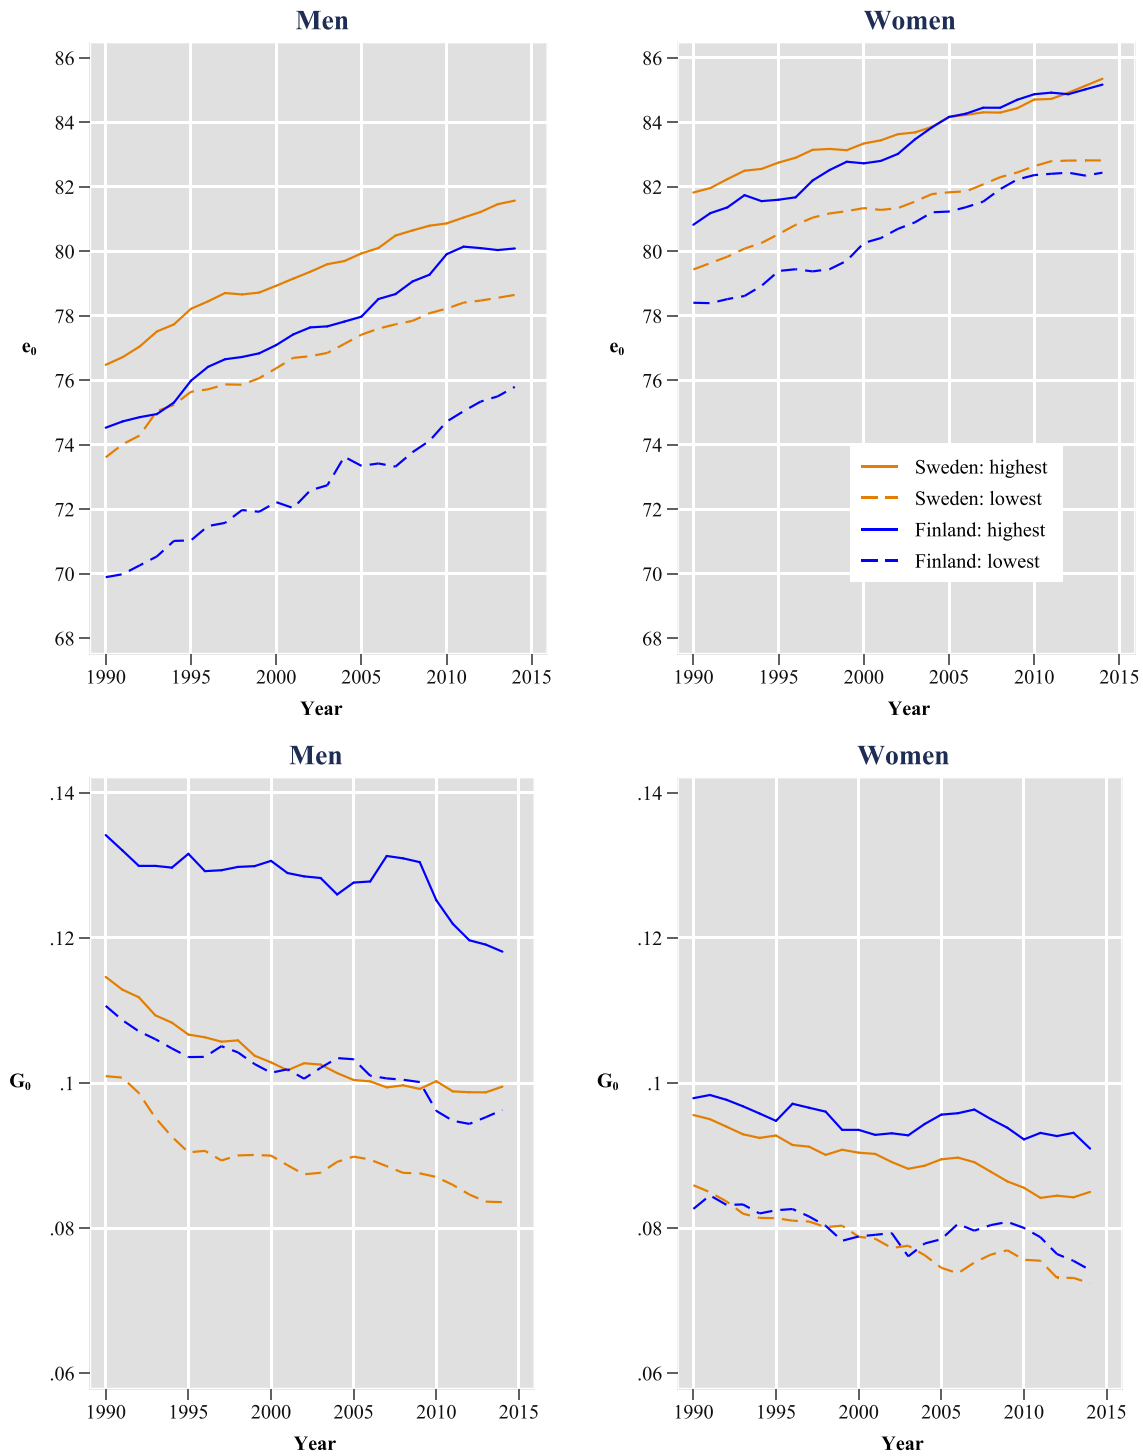 Men
86
84
82
80
78
76
74
72
70
68
e₀
1990 1995 2000 2005 2010 2015
Year
Women
86
84
82
80
78
76
74
72
70
68
e₀
Sweden: highest
Sweden: lowest
Finland: highest
Finland: lowest
1990 1995 2000 2005 2010 2015
Year
Men
.14
.12
.1
.08
.06
G₀
1990 1995 2000 2005 2010 2015
Year
Women
.14
.12
.1
.08
.06
G₀
1990 1995 2000 2005 2010 2015
Year